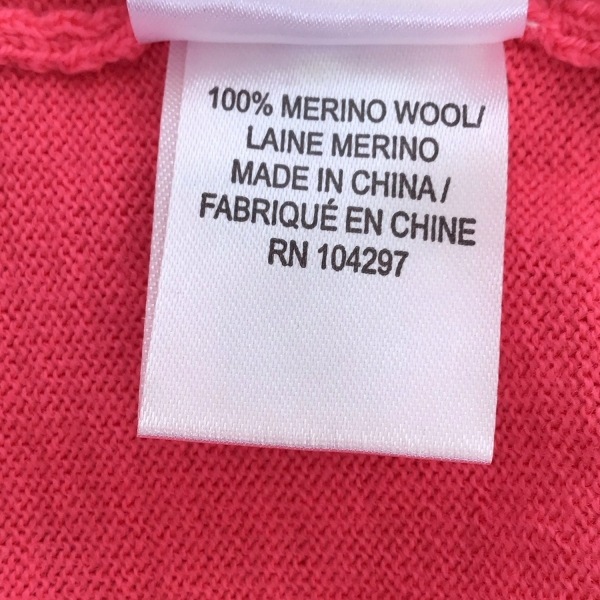 100% MERINO WOOL/
LAINE MERINO
MADE IN CHINA/
FABRIQUÉ EN CHINE
RN 104297